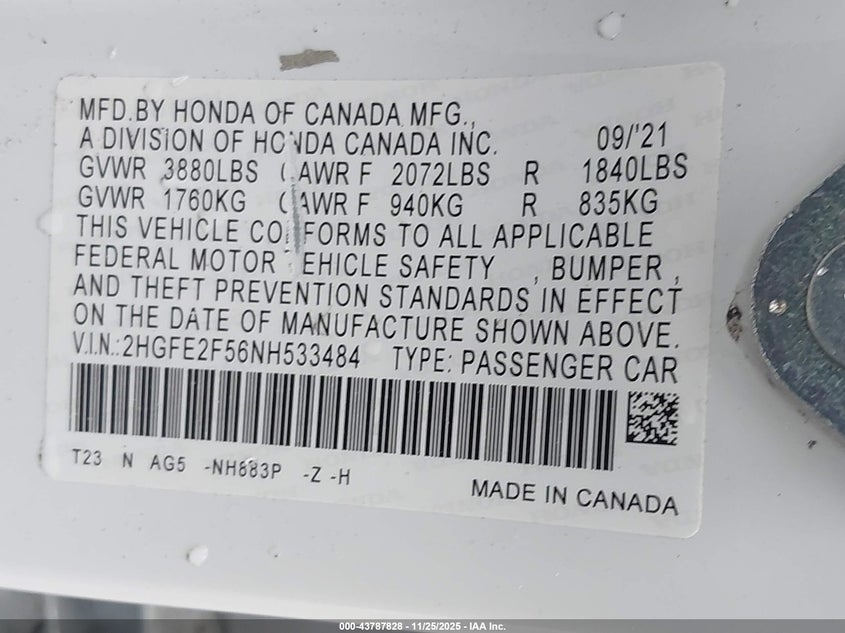 MFD.BY HONDA OF CANADA MFG.,
A DIVISION OF HONDA CANADA INC. 09/'21
GVWR 3880LBS GAWR F 2072LBS R 1840LBS
GVWR 1760KG GAWR F 940KG R 835KG
THIS VEHICLE CONFORMS TO ALL APPLICABLE
FEDERAL MOTOR VEHICLE SAFETY , BUMPER ,
AND THEFT PREVENTION STANDARDS IN EFFECT
ON THE DATE OF MANUFACTURE SHOWN ABOVE.
V.I.N.:2HGFE2F56NH533484 TYPE: PASSENGER CAR
T23 N AG5 -NH883P -Z -H
MADE IN CANADA
000-43787828 - 11/25/2025 - IAA Inc.